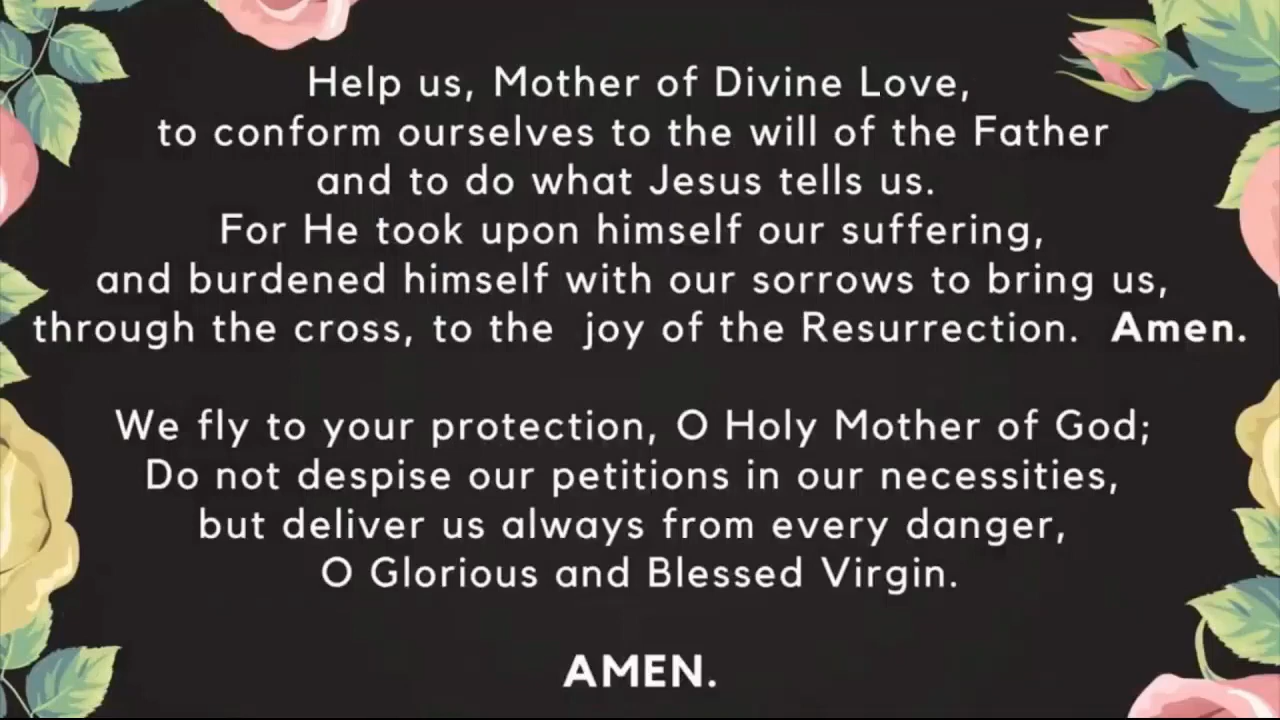 Help us, Mother of Divine Love,
to conform ourselves to the will of the Father
and to do what Jesus tells us.
For He took upon himself our suffering,
and burdened himself with our sorrows to bring us,
through the cross, to the joy of the Resurrection. Amen.
We fly to your protection, O Holy Mother of God;
Do not despise our petitions in our necessities,
but deliver us always from every danger,
O Glorious and Blessed Virgin.
AMEN.